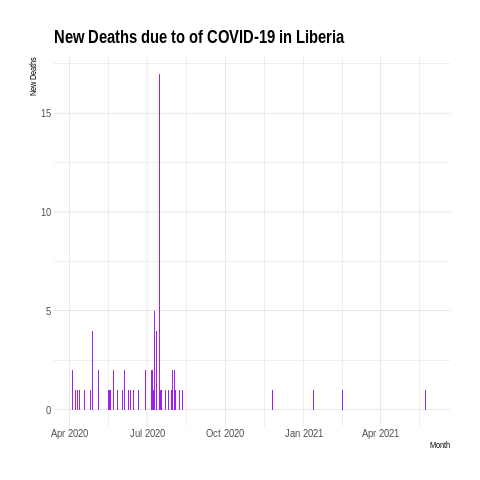 New Deaths due to of COVID-19 in Liberia
New Deaths
15
10
5
0
Apr 2020 Jul 2020 Oct 2020 Jan 2021 Apr 2021
Month